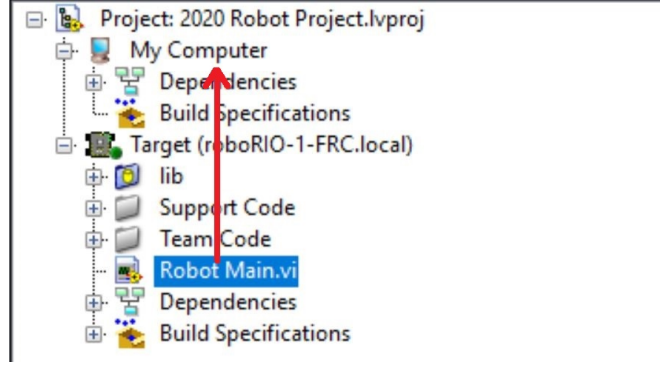 Project: 2020 Robot Project.lvproj
My Computer
Dependencies
Build Specifications
Target (roboRIO-1-FRC.local)
lib
Support Code
Team Code
Robot Main.vi
Dependencies
Build Specifications